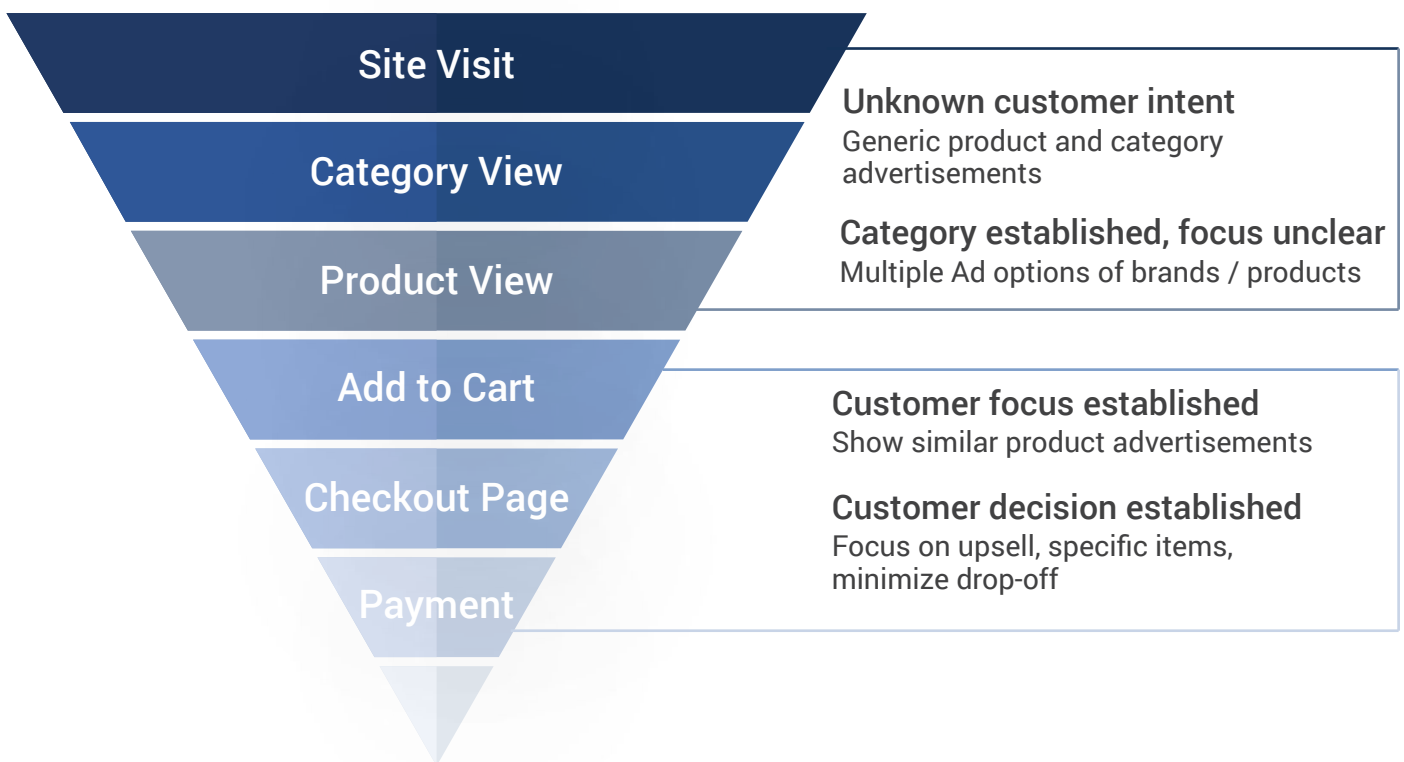 Site Visit
Category View
Product View
Add to Cart
Checkout Page
Payment
Unknown customer intent
Generic product and category
advertisements
Category established, focus unclear
Multiple Ad options of brands / products
Customer focus established
Show similar product advertisements
Customer decision established
Focus on upsell, specific items,
minimize drop-off